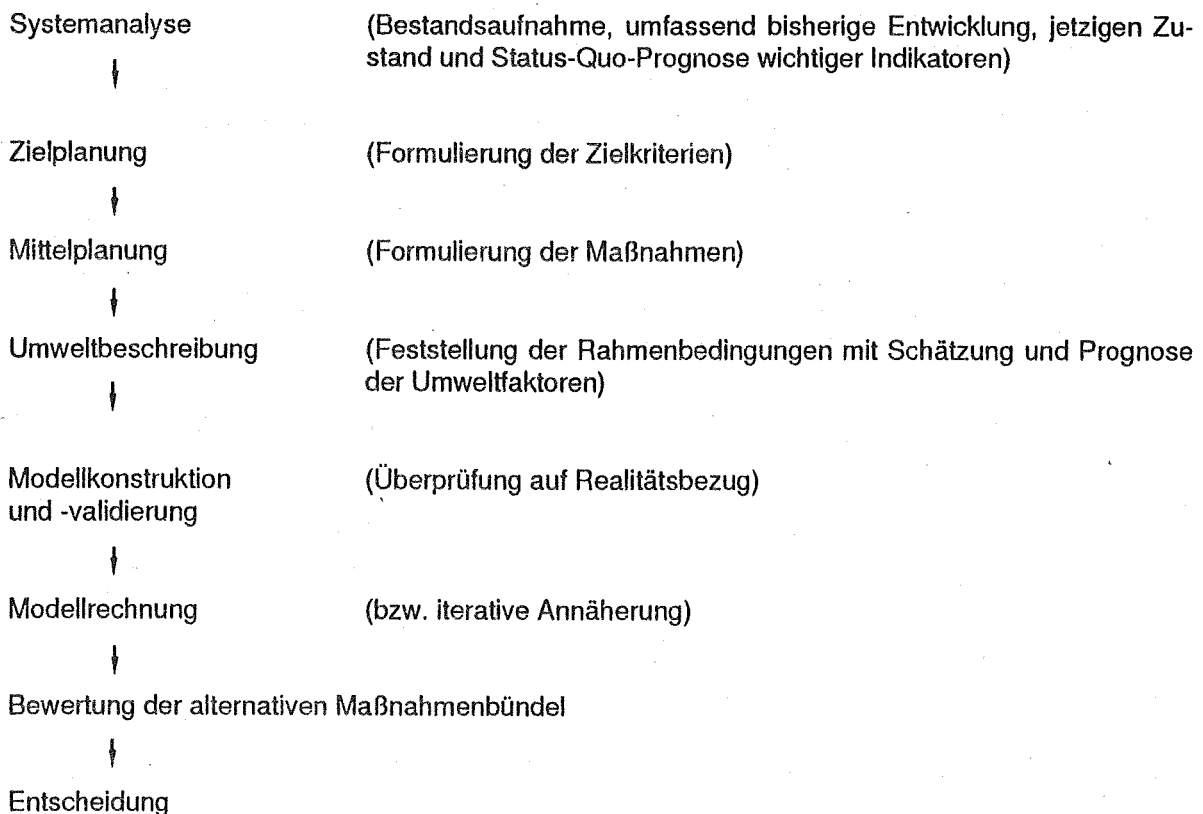 Systemanalyse (Bestandsaufnahme, umfassend bisherige Entwicklung, jetzigen Zu-
stand und Status-Quo-Prognose wichtiger Indikatoren)
Zielplanung (Formulierung der Zielkriterien)
Mittelplanung (Formulierung der Maßnahmen)
Umweltbeschreibung (Feststellung der Rahmenbedingungen mit Schätzung und Prognose
der Umweltfaktoren)
Modellkonstruktion (Überprüfung auf Realitätsbezug)
und -validierung
Modellrechnung (bzw. iterative Annäherung)
Bewertung der alternativen Maßnahmenbündel
Entscheidung